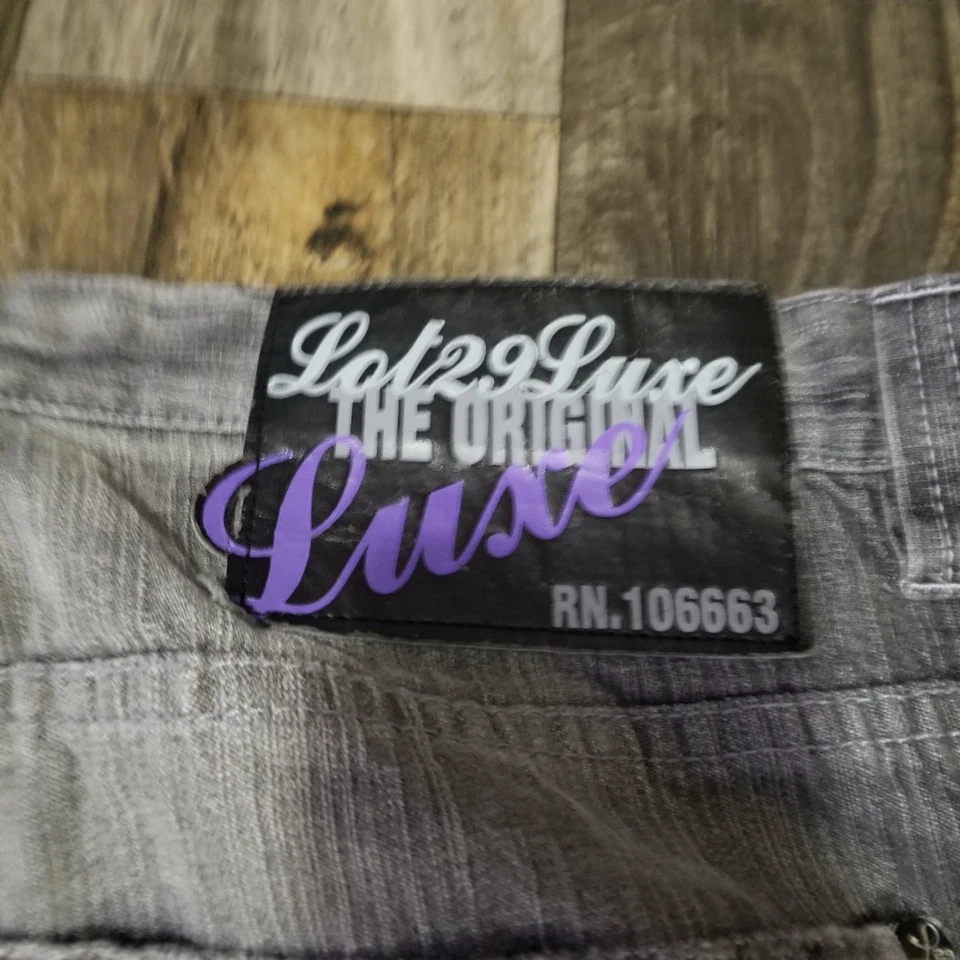 Lot29Luxe
THE ORIGINAL
Luxe
RN.106663